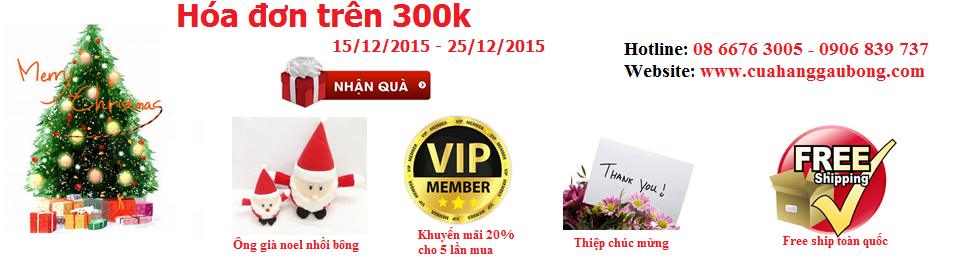 Hóa đơn trên 300k
15/12/2015 - 25/12/2015
Hotline: 08 6676 3005 - 0906 839 737
Website: www.cuahanggaubong.com
Merry
Christmas
NHẬN QUÀ
VIP MEMBER
VIP
MEMBER
THANK YOU!
FREE
Shipping
Ông già noel nhồi bông
Khuyến mãi 20%
cho 5 lần mua
Thiệp chúc mừng
Free ship toàn quốc